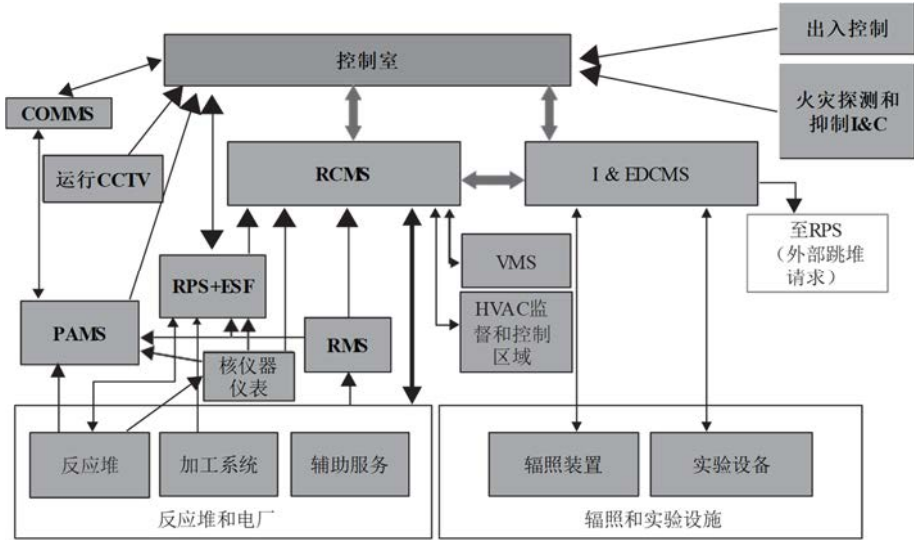 出入控制
控制室
火灾探测和
抑制I&C
COMMS
运行CCTV
RCMS
I & EDCMS
至RPS
（外部跳堆
请求）
VMS
RPS+ESF
HVAC监
督和控制
区域
PAMS
RMS
核仪器
仪表
反应堆
加工系统
辅助服务
辐照装置
实验设备
反应堆和电厂
辐照和实验设施